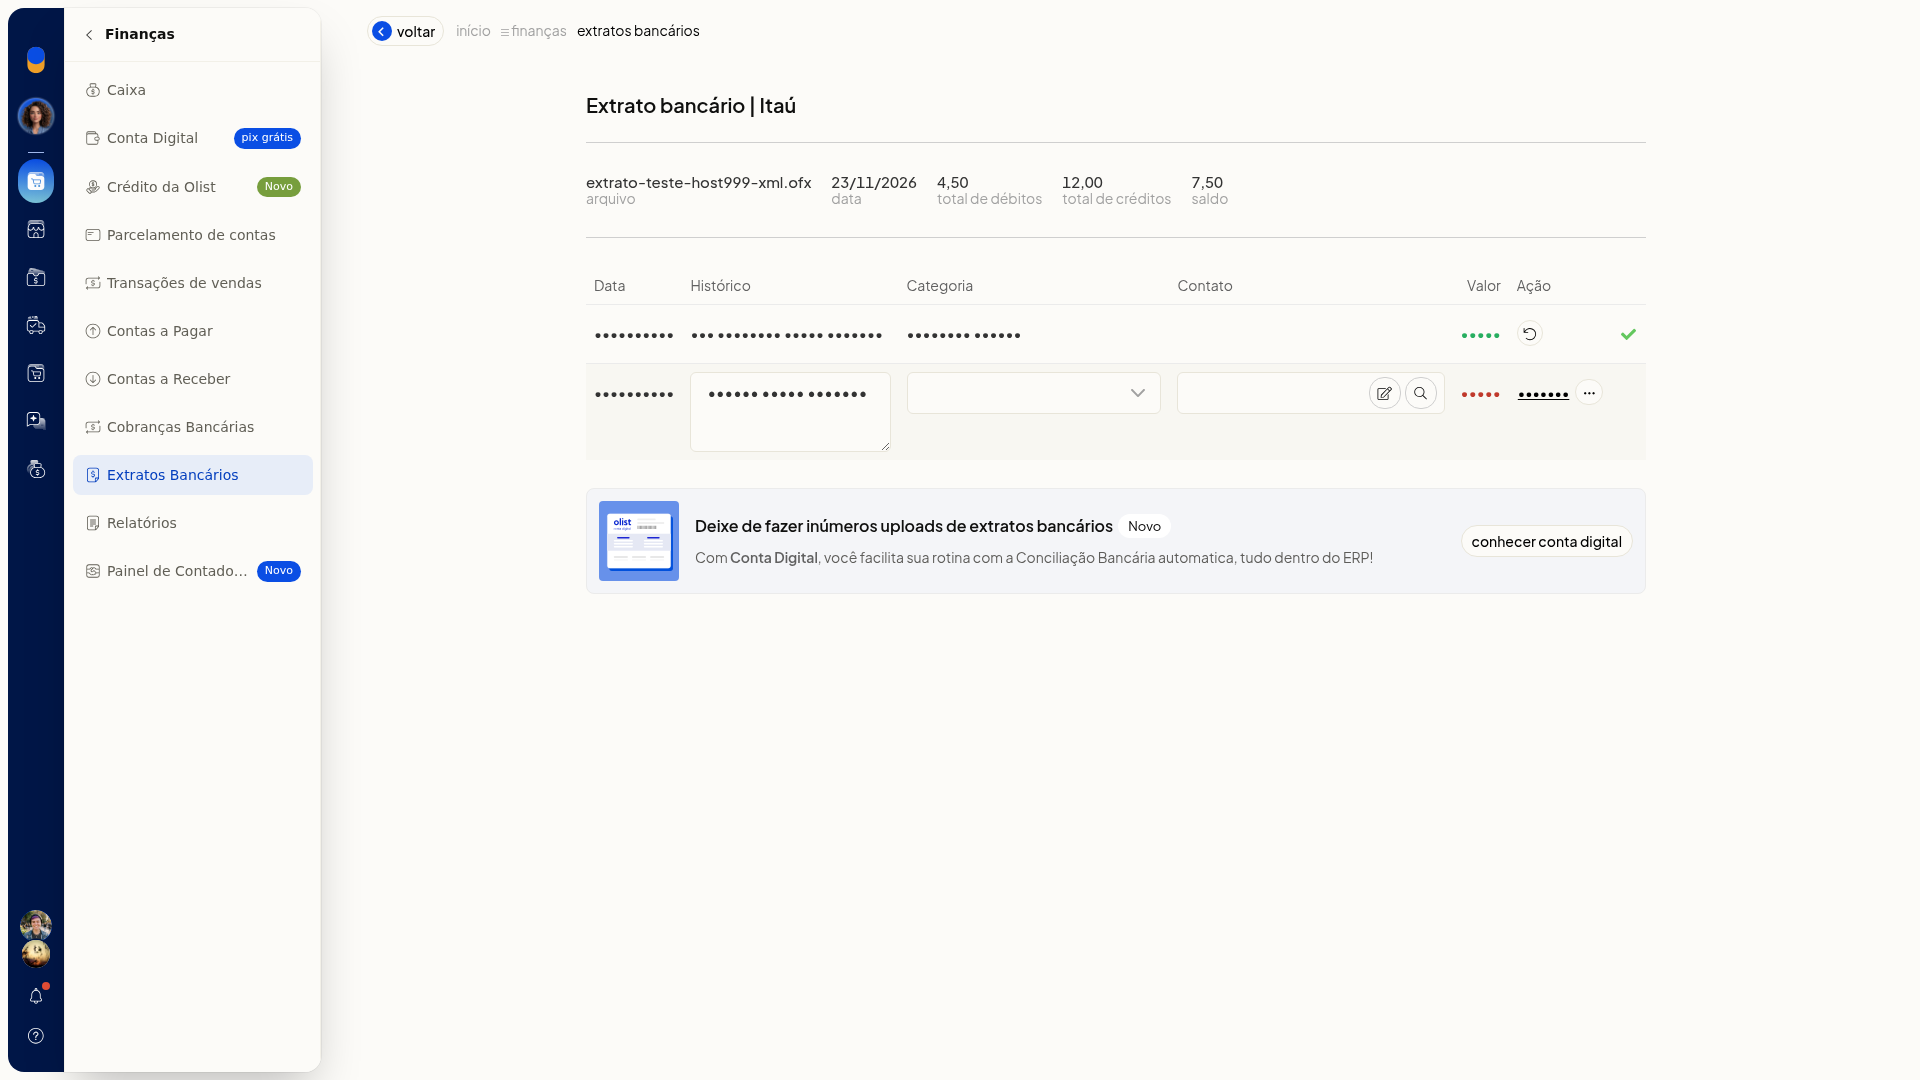 Finanças
Caixa
Conta Digital pix grátis
Crédito da Olist Novo
Parcelamento de contas
Transações de vendas
Contas a Pagar
Contas a Receber
Cobranças Bancárias
Extratos Bancários
Relatórios
Painel de Contado... Novo
voltar início finanças extratos bancários
Extrato bancário | Itaú
extrato-teste-host999-xml.ofx 23/11/2026 4,50 12,00 7,50
arquivo data total de débitos total de créditos saldo
Data Histórico Categoria Contato Valor Ação
•••••••••• ••• •••••••• ••••• ••••••• •••••••• •••••• •••••
•••••••••• •••••• ••••• ••••••• ••••• •••••••
olist
Deixe de fazer inúmeros uploads de extratos bancários Novo
Com Conta Digital, você facilita sua rotina com a Conciliação Bancária automatica, tudo dentro do ERP!
conhecer conta digital